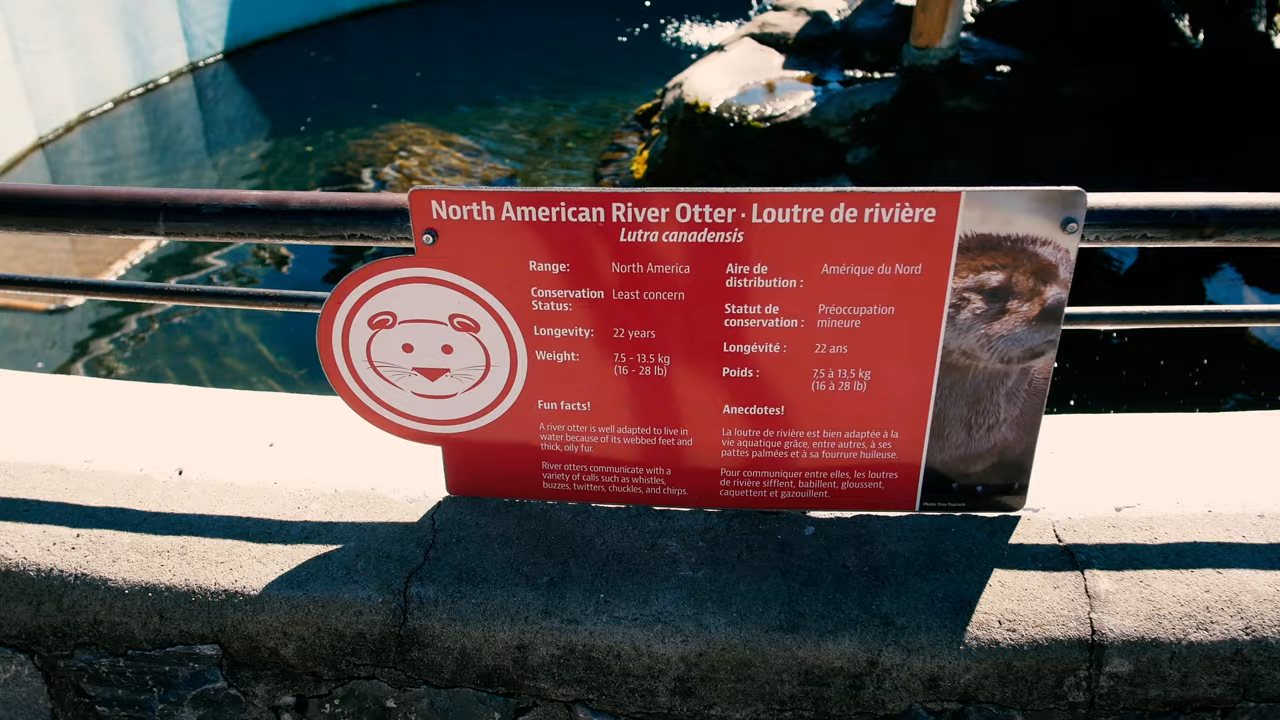 North American River Otter · Loutre de rivière
Lutra canadensis
Range: North America
Conservation Least concern
Status:
Longevity: 22 years
Weight: 7.5 - 13.5 kg
(16 - 28 lb)
Fun facts!
A river otter is well adapted to live in
water because of its webbed feet and
thick, oily fur.
River otters communicate with a
variety of calls such as whistles,
buzzes, twitters, chuckles, and chirps.
Aire de Amérique du Nord
distribution :
Statut de Préoccupation
conservation : mineure
Longévité : 22 ans
Poids : 7,5 à 13,5 kg
(16 à 28 lb)
Anecdotes!
La loutre de rivière est bien adaptée à la
vie aquatique grâce, entre autres, à ses
pattes palmées et à sa fourrure huileuse.
Pour communiquer entre elles, les loutres
de rivière sifflent, babillent, gloussent,
caquettent et gazouillent.